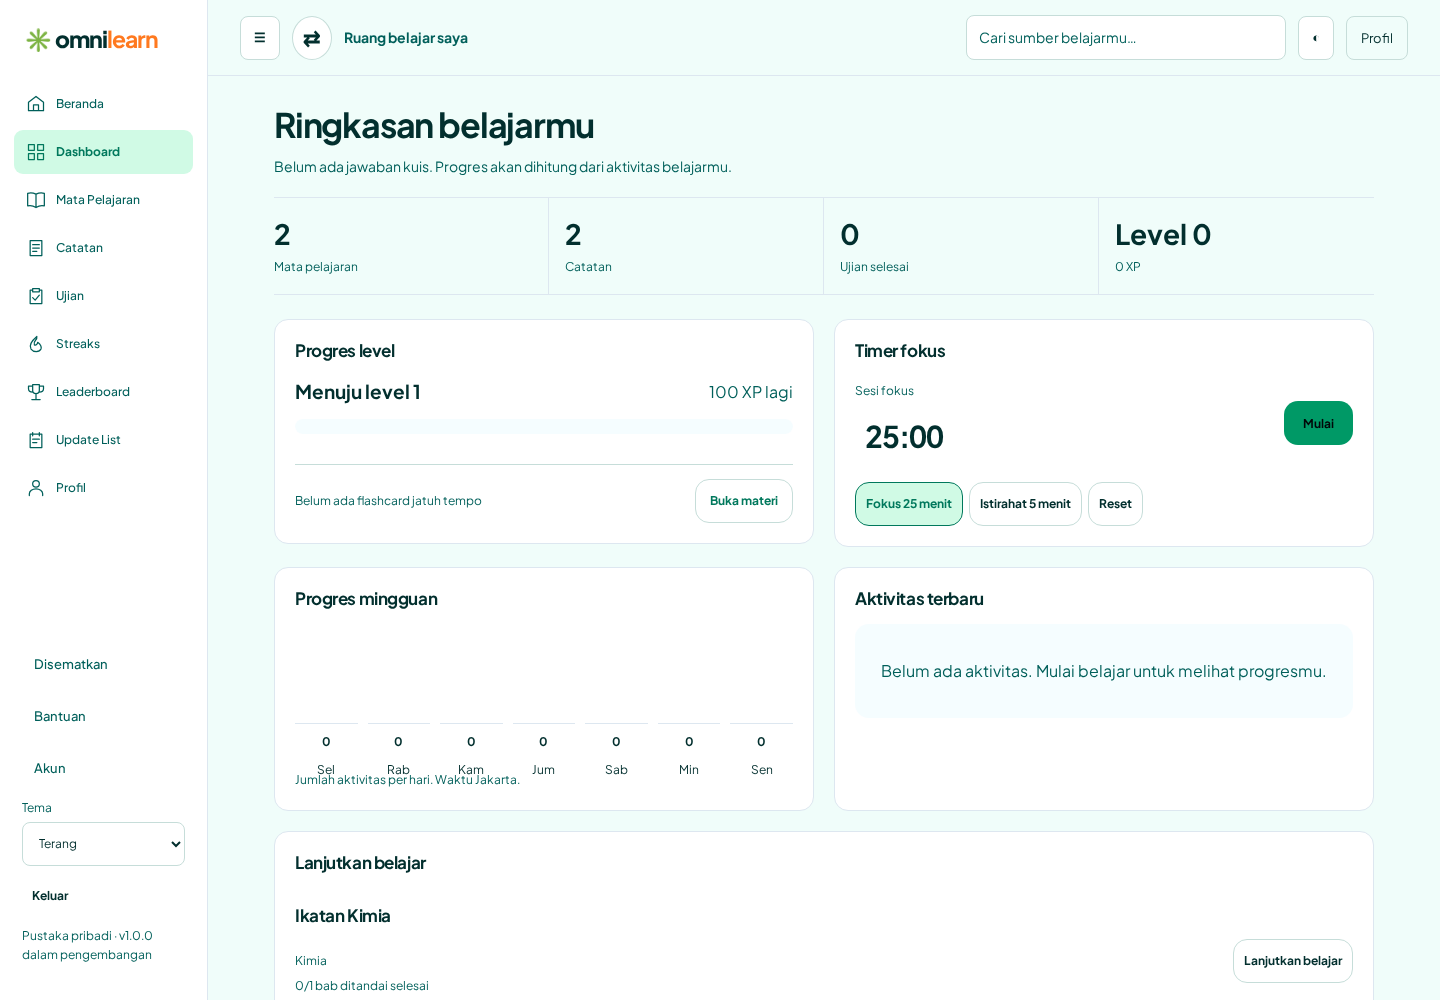 omnilearn
Ruang belajar saya
Cari sumber belajarmu...
Profil
Beranda
Dashboard
Mata Pelajaran
Catatan
Ujian
Streaks
Leaderboard
Update List
Profil
Disematkan
Bantuan
Akun
Tema
Terang
Keluar
Pustaka pribadi · v1.0.0
dalam pengembangan
Ringkasan belajarmu
Belum ada jawaban kuis. Progres akan dihitung dari aktivitas belajarmu.
2
Mata pelajaran
2
Catatan
0
Ujian selesai
Level 0
0 XP
Progres level
Menuju level 1
100 XP lagi
Belum ada flashcard jatuh tempo
Buka materi
Timer fokus
Sesi fokus
25:00
Mulai
Fokus 25 menit
Istirahat 5 menit
Reset
Progres mingguan
0 0 0 0 0 0 0
Sel Rab Kam Jum Sab Min Sen
Jumlah aktivitas per hari. Waktu Jakarta.
Aktivitas terbaru
Belum ada aktivitas. Mulai belajar untuk melihat progresmu.
Lanjutkan belajar
Ikatan Kimia
Kimia
0/1 bab ditandai selesai
Lanjutkan belajar